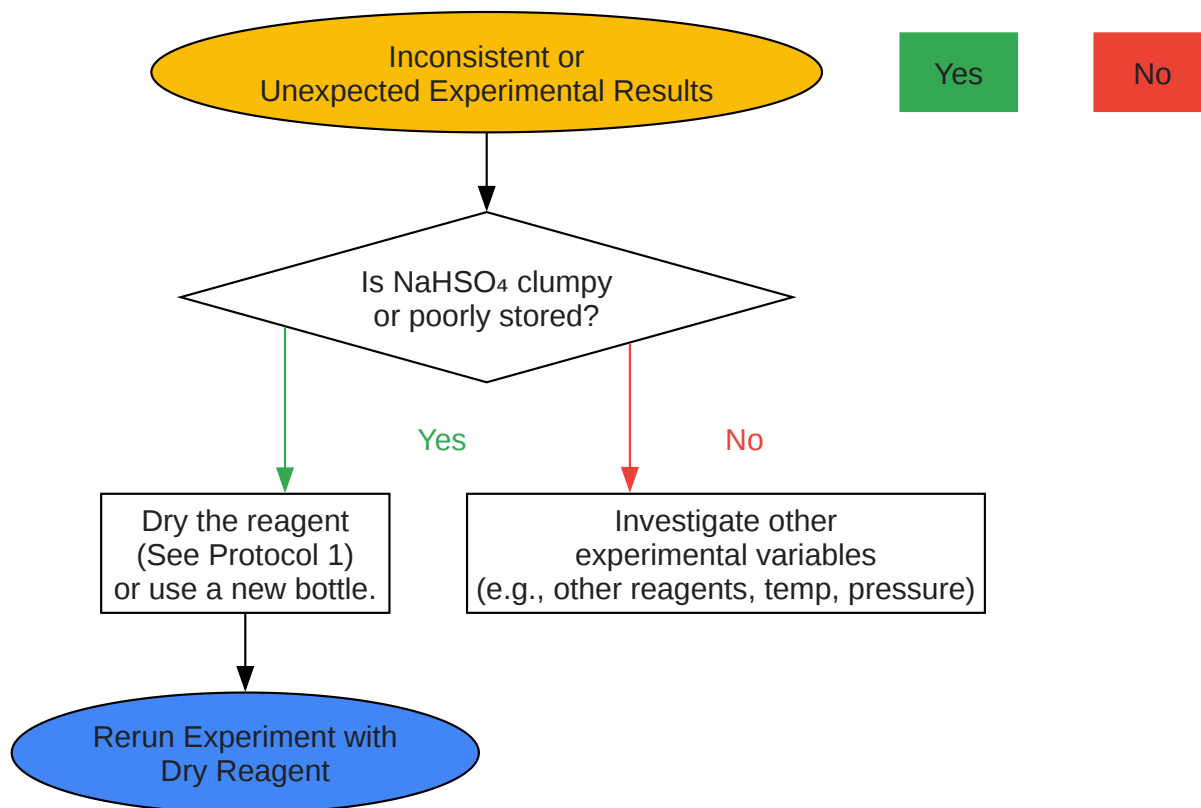 Inconsistent or
Unexpected Experimental Results
Yes
No
Is NaHSO₄ clumpy
or poorly stored?
Yes
No
Dry the reagent
(See Protocol 1)
or use a new bottle.
Investigate other
experimental variables
(e.g., other reagents, temp, pressure)
Rerun Experiment with
Dry Reagent